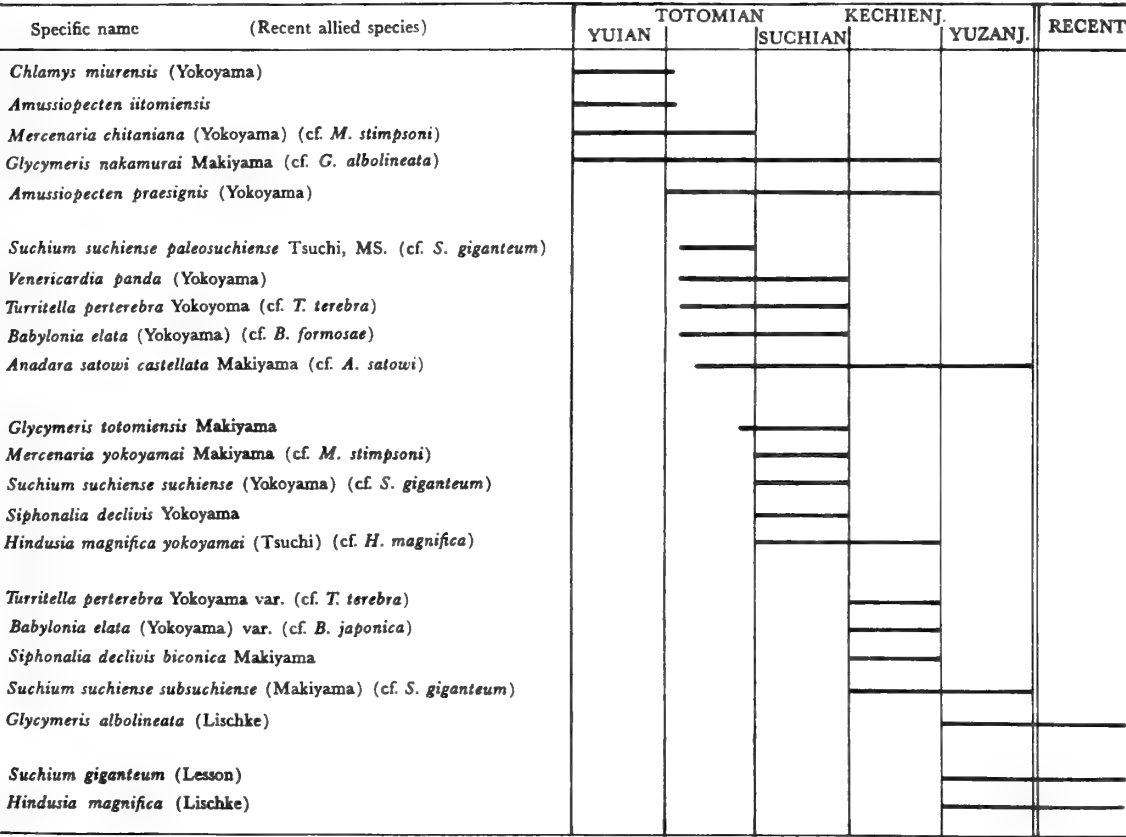 Specific name (Recent allied species) YUIAN TOTOMIAN SUCHIAN KECHIENJ. YUZANJ. RECENT
Chlamys miurensis (Yokoyama)
Amussiopecten iitomiensis
Mercenaria chitaniana (Yokoyama) (cf. M. stimpsoni)
Glycymeris nakamurai Makiyama (cf. G. albolineata)
Amussiopecten praesignis (Yokoyama)
Suchium suchiense paleosuchiense Tsuchi, MS. (cf. S. giganteum)
Venericardia panda (Yokoyama)
Turritella perterebra Yokoyoma (cf. T. terebra)
Babylonia elata (Yokoyama) (cf. B. formosae)
Anadara satowi castellata Makiyama (cf. A. satowi)
Glycymeris totomiensis Makiyama
Mercenaria yokoyamai Makiyama (cf. M. stimpsoni)
Suchium suchiense suchiense (Yokoyama) (cf. S. giganteum)
Siphonalia declivis Yokoyama
Hindusia magnifica yokoyamai (Tsuchi) (cf. H. magnifica)
Turritella perterebra Yokoyama var. (cf. T. terebra)
Babylonia elata (Yokoyama) var. (cf. B. japonica)
Siphonalia declivis biconica Makiyama
Suchium suchiense subsuchiense (Makiyama) (cf. S. giganteum)
Glycymeris albolineata (Lischke)
Suchium giganteum (Lesson)
Hindusia magnifica (Lischke)